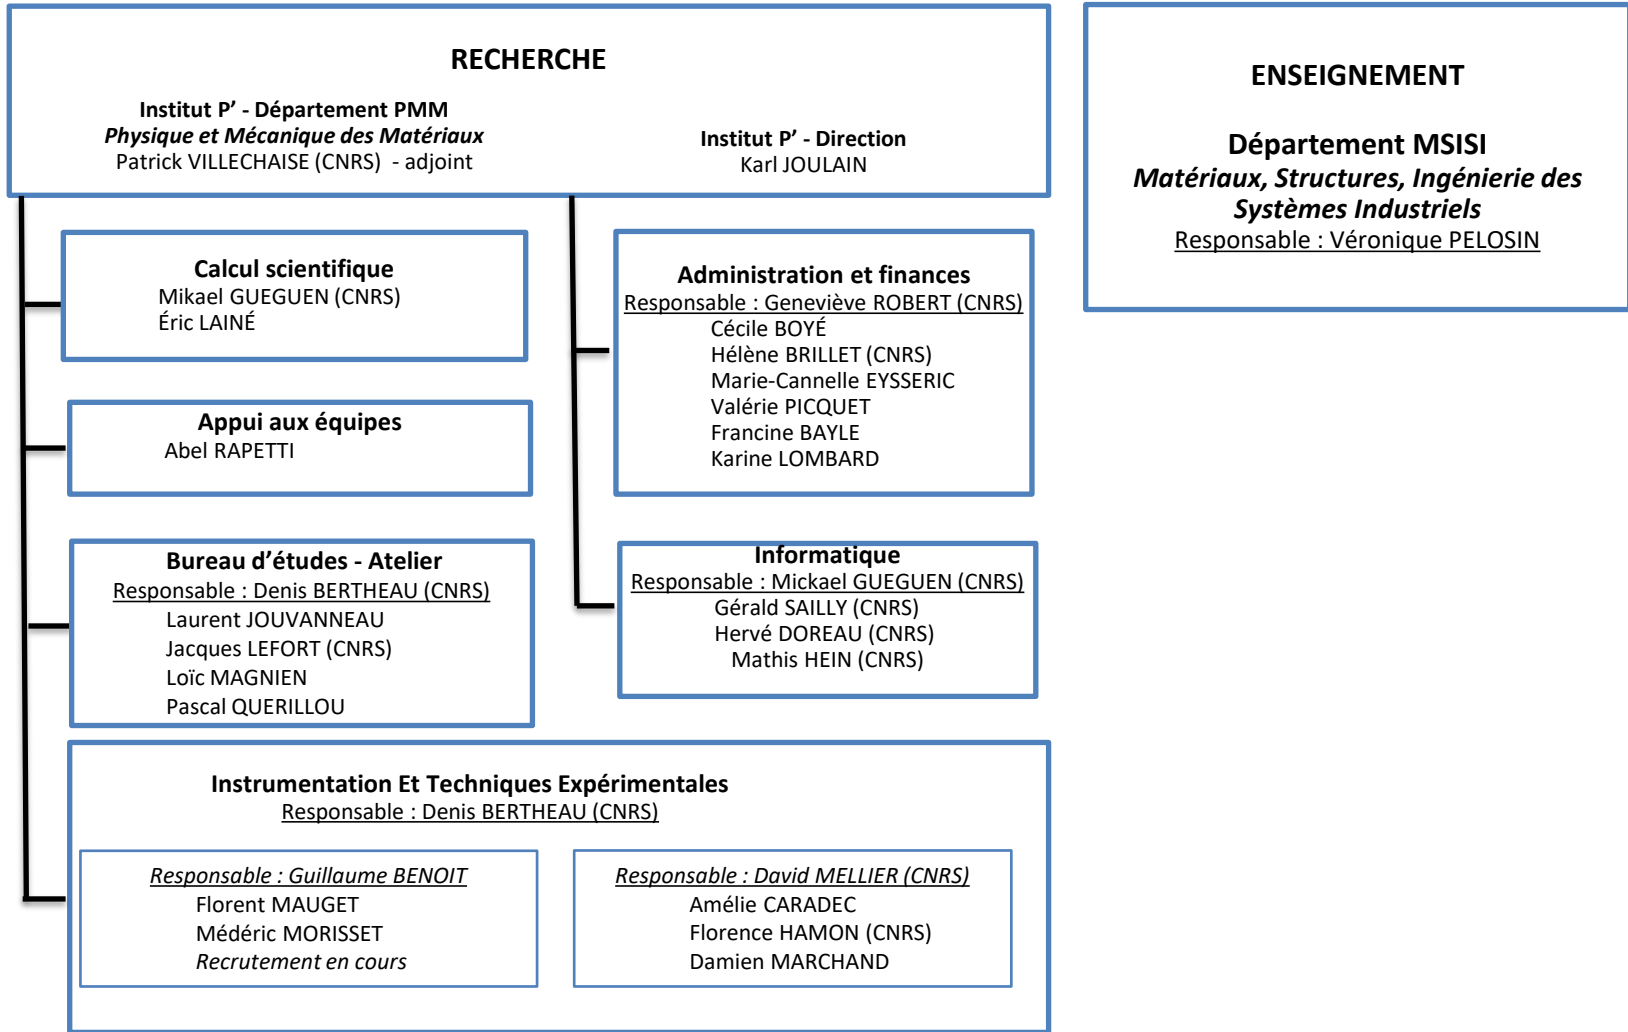 RECHERCHE
Institut P’ - Département PMM
Physique et Mécanique des Matériaux
Patrick VILLECHAISE (CNRS) - adjoint
Institut P’ - Direction
Karl JOULAIN
ENSEIGNEMENT
Département MSISI
Matériaux, Structures, Ingénierie des
Systèmes Industriels
Responsable : Véronique PELOSIN
Calcul scientifique
Mikael GUEGUEN (CNRS)
Éric LAINÉ
Appui aux équipes
Abel RAPETTI
Bureau d’études - Atelier
Responsable : Denis BERTHEAU (CNRS)
Laurent JOUVANNEAU
Jacques LEFORT (CNRS)
Loïc MAGNIEN
Pascal QUERILLOU
Administration et finances
Responsable : Geneviève ROBERT (CNRS)
Cécile BOYÉ
Hélène BRILLET (CNRS)
Marie-Cannelle EYSSERIC
Valérie PICQUET
Francine BAYLE
Karine LOMBARD
Informatique
Responsable : Mickael GUEGUEN (CNRS)
Gérald SAILLY (CNRS)
Hervé DOREAU (CNRS)
Mathis HEIN (CNRS)
Instrumentation Et Techniques Expérimentales
Responsable : Denis BERTHEAU (CNRS)
Responsable : Guillaume BENOIT
Florent MAUGET
Médéric MORISSET
Recrutement en cours
Responsable : David MELLIER (CNRS)
Amélie CARADEC
Florence HAMON (CNRS)
Damien MARCHAND